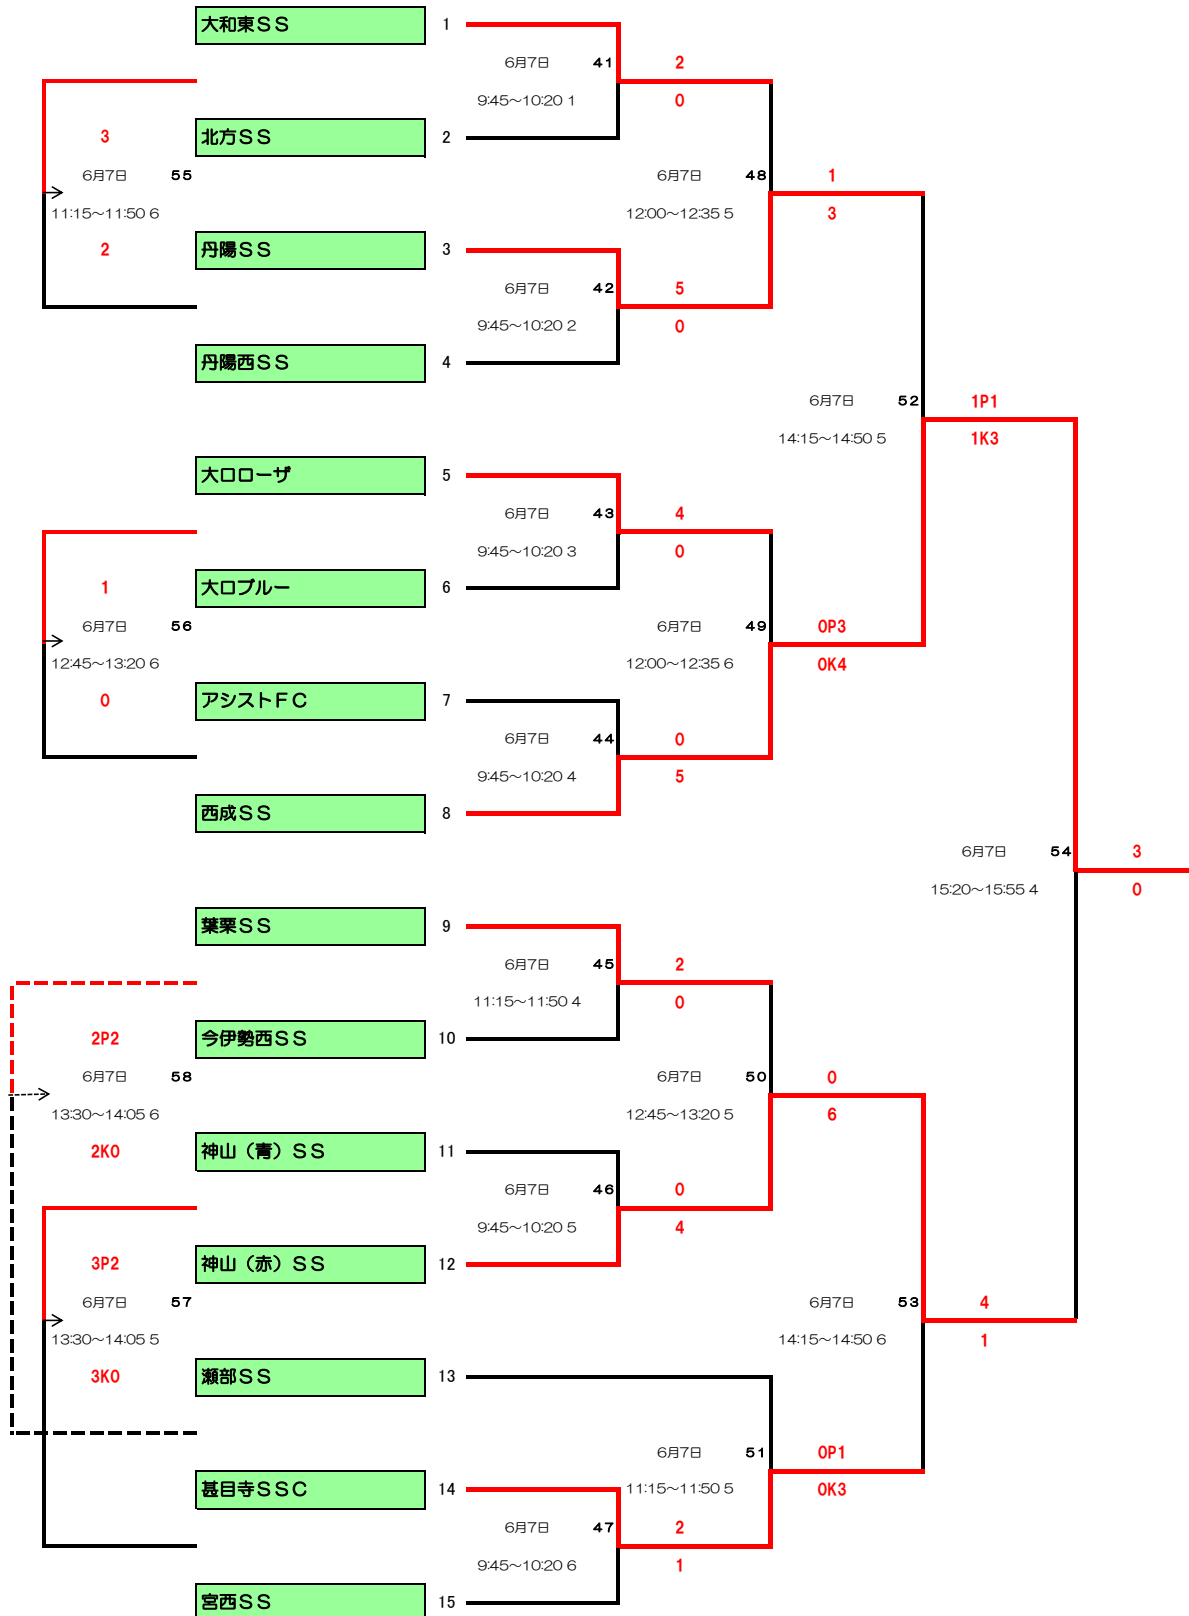 大和東ＳＳ 1
6月7日 41 2
9:45～10:20 1 0
3 北方ＳＳ 2
6月7日 55 6月7日 48 1
11:15～11:50 6 12:00～12:35 5 3
2 丹陽ＳＳ 3
6月7日 42 5
9:45～10:20 2 0
丹陽西ＳＳ 4
6月7日 52 1P1
14:15～14:50 5 1K3
大口ローザ 5
6月7日 43 4
9:45～10:20 3 0
1 大口ブルー 6
6月7日 56 6月7日 49 0P3
12:45～13:20 6 12:00～12:35 6 0K4
0 アシストＦＣ 7
6月7日 44 0
9:45～10:20 4 5
西成ＳＳ 8
6月7日 54 3
15:20～15:55 4 0
葉栗ＳＳ 9
6月7日 45 2
11:15～11:50 4 0
2P2 今伊勢西ＳＳ 10
6月7日 58 6月7日 50 0
13:30～14:05 6 12:45～13:20 5 6
2K0 神山（青）ＳＳ 11
6月7日 46 0
9:45～10:20 5 4
3P2 神山（赤）ＳＳ 12
6月7日 57 6月7日 53 4
13:30～14:05 5 14:15～14:50 6 1
3K0 瀬部ＳＳ 13
6月7日 51 0P1
甚目寺ＳＳＣ 14 11:15～11:50 5 0K3
6月7日 47 2
9:45～10:20 6 1
宮西ＳＳ 15